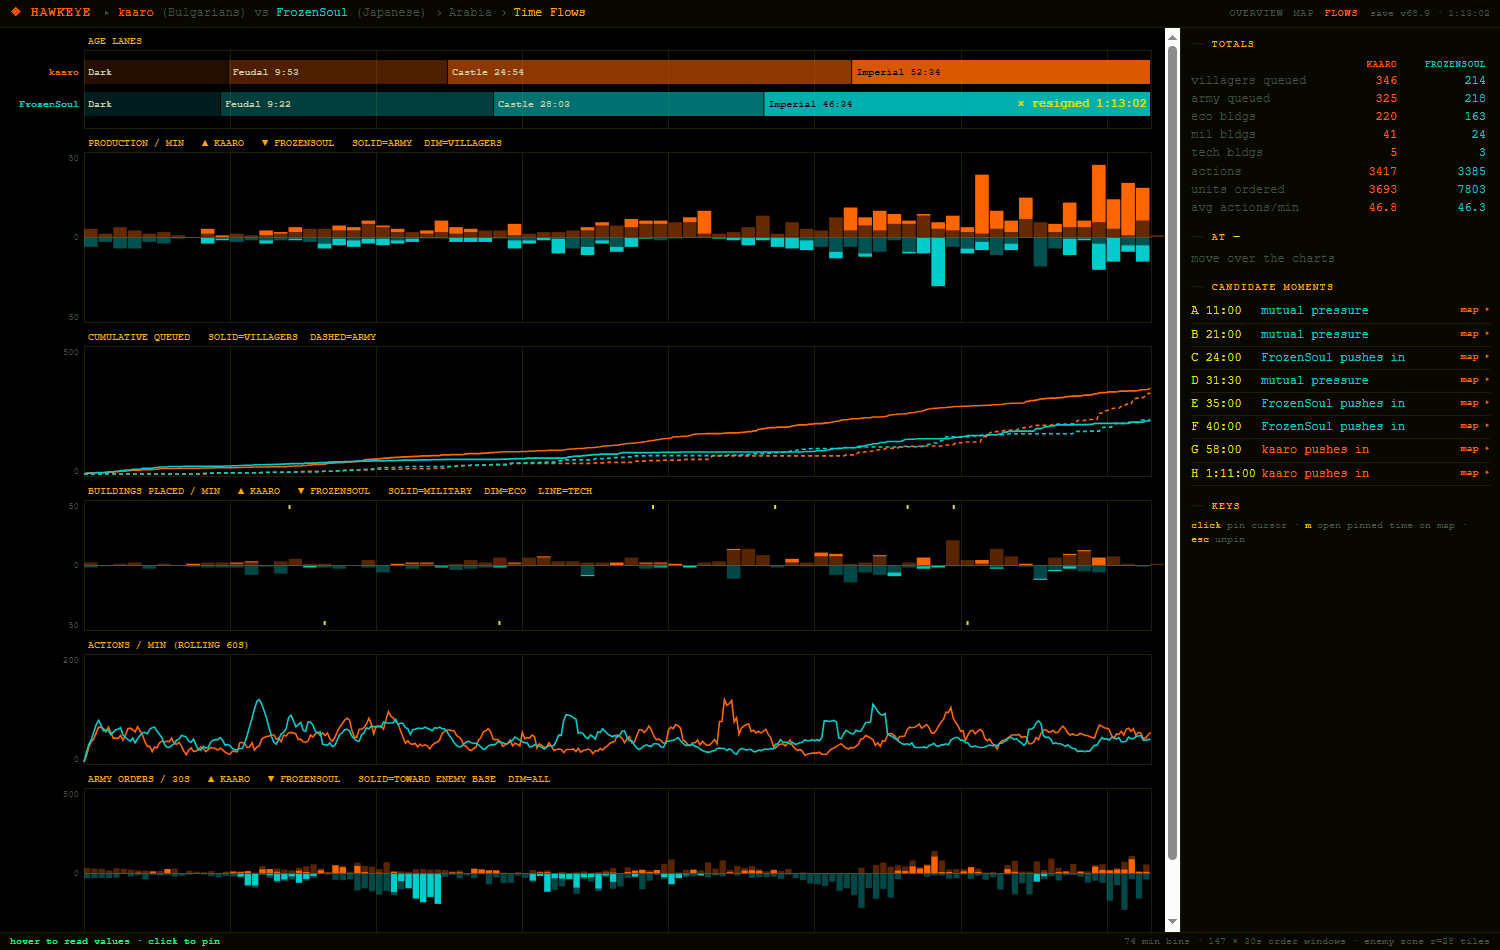 ◆ HAWKEYE ▸ kaaro (Bulgarians) vs FrozenSoul (Japanese) › Arabia › Time Flows
OVERVIEW MAP FLOWS save v68.9 · 1:13:02
AGE LANES
kaaro Dark Feudal 9:53 Castle 24:54 Imperial 52:34
FrozenSoul Dark Feudal 9:22 Castle 28:03 Imperial 46:34 × resigned 1:13:02
PRODUCTION / MIN ▲ KAARO ▼ FROZENSOUL SOLID=ARMY DIM=VILLAGERS
50
0
50
CUMULATIVE QUEUED SOLID=VILLAGERS DASHED=ARMY
500
0
BUILDINGS PLACED / MIN ▲ KAARO ▼ FROZENSOUL SOLID=MILITARY DIM=ECO LINE=TECH
50
0
50
ACTIONS / MIN (ROLLING 60S)
200
0
ARMY ORDERS / 30S ▲ KAARO ▼ FROZENSOUL SOLID=TOWARD ENEMY BASE DIM=ALL
500
0
── TOTALS
KAARO FROZENSOUL
villagers queued 346 214
army queued 325 218
eco bldgs 220 163
mil bldgs 41 24
tech bldgs 5 3
actions 3417 3385
units ordered 3693 7803
avg actions/min 46.8 46.3
── AT —
move over the charts
── CANDIDATE MOMENTS
A 11:00 mutual pressure map ▸
B 21:00 mutual pressure map ▸
C 24:00 FrozenSoul pushes in map ▸
D 31:30 mutual pressure map ▸
E 35:00 FrozenSoul pushes in map ▸
F 40:00 FrozenSoul pushes in map ▸
G 58:00 kaaro pushes in map ▸
H 1:11:00 kaaro pushes in map ▸
── KEYS
click pin cursor · m open pinned time on map ·
esc unpin
hover to read values · click to pin
74 min bins · 147 × 30s order windows · enemy zone r=28 tiles